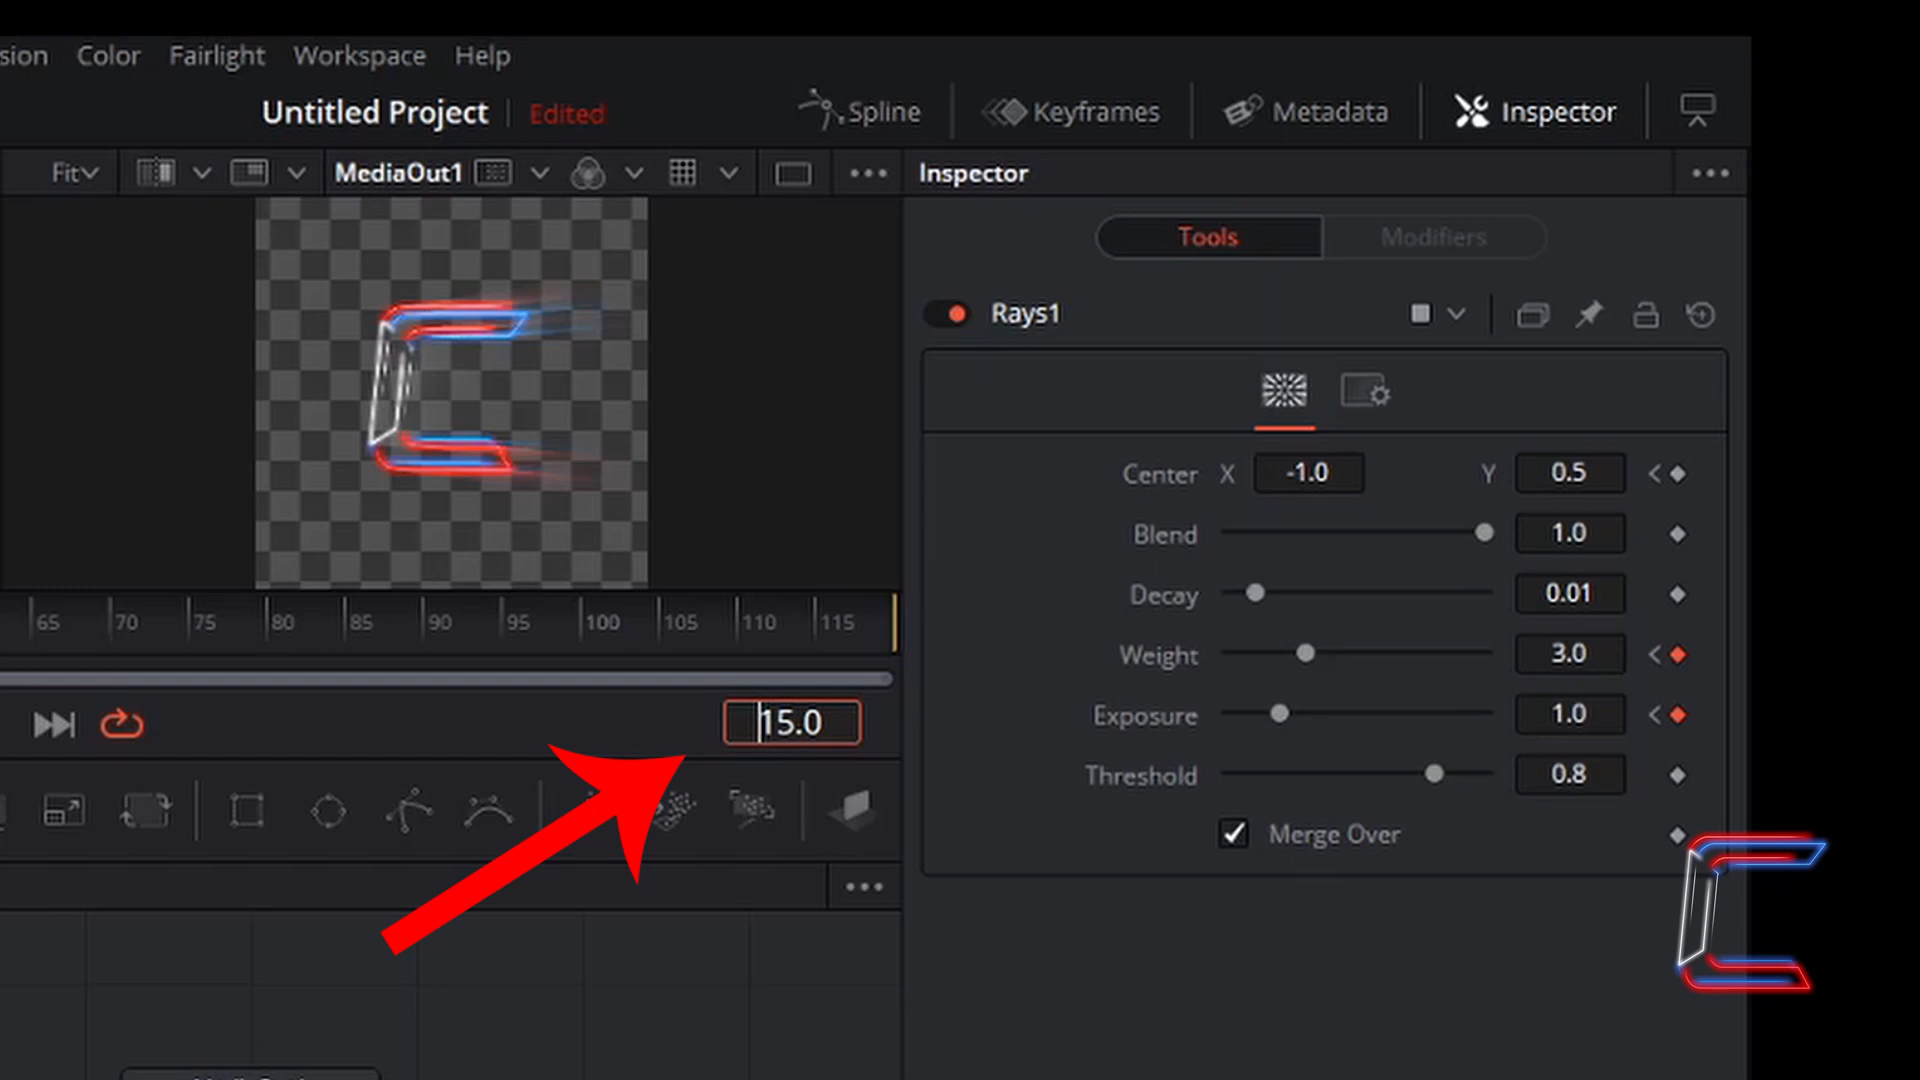 sion Color Fairlight Workspace Help
Untitled Project Edited Spline Keyframes Metadata Inspector
Fit MediaOut1 Inspector
Tools Modifiers
Rays1
Center X -1.0 Y 0.5
Blend 1.0
Decay 0.01
65 70 75 80 85 90 95 100 105 110 115
Weight 3.0
15.0
Exposure 1.0
Threshold 0.8
Merge Over